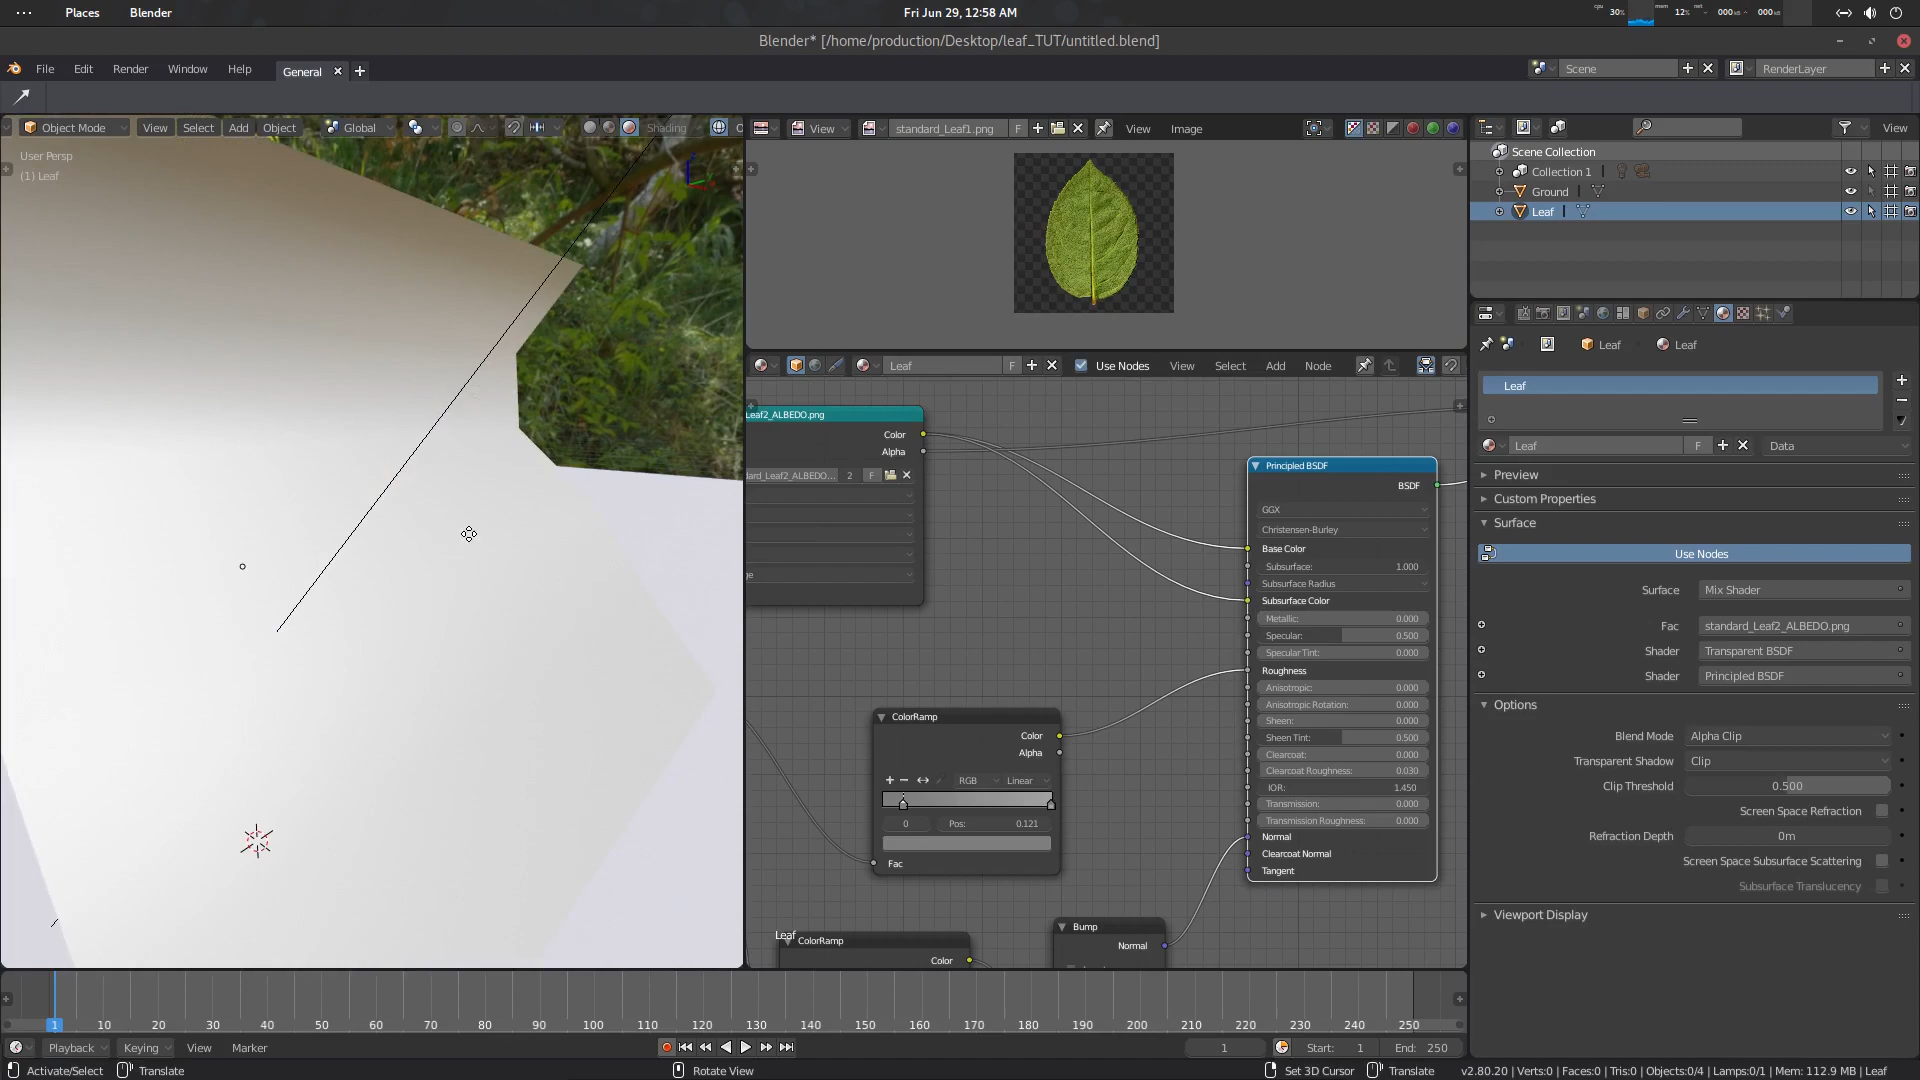 Places
Blender
Fri Jun 29, 12:58 AM
cpu
30%
mem
12%
net
000 kb
000 kb
Blender* [/home/production/Desktop/leaf_TUT/untitled.blend]
File
Edit
Render
Window
Help
General
Scene
RenderLayer
Object Mode
View
Select
Add
Object
Global
Shading
User Persp
(1) Leaf
View
standard_Leaf1.png
F
View
Image
View
Scene Collection
Collection 1
Ground
Leaf
Leaf
F
Use Nodes
View
Select
Add
Node
Leaf2_ALBEDO.png
Color
Alpha
dard_Leaf2_ALBEDO...
2
F
ge
Principled BSDF
BSDF
GGX
Christensen-Burley
Base Color
Subsurface: 1.000
Subsurface Radius
Subsurface Color
Metallic: 0.000
Specular: 0.500
Specular Tint: 0.000
Roughness
Anisotropic: 0.000
Anisotropic Rotation: 0.000
Sheen: 0.000
Sheen Tint: 0.500
Clearcoat: 0.000
Clearcoat Roughness: 0.030
IOR: 1.450
Transmission: 0.000
Transmission Roughness: 0.000
Normal
Clearcoat Normal
Tangent
ColorRamp
Color
Alpha
RGB
Linear
0
Pos: 0.121
Fac
Leaf
ColorRamp
Color
Bump
Normal
Leaf
Leaf
Leaf
Leaf
F
Data
Preview
Custom Properties
Surface
Use Nodes
Surface
Mix Shader
Fac
standard_Leaf2_ALBEDO.png
Shader
Transparent BSDF
Shader
Principled BSDF
Options
Blend Mode
Alpha Clip
Transparent Shadow
Clip
Clip Threshold
0.500
Screen Space Refraction
Refraction Depth
0m
Screen Space Subsurface Scattering
Subsurface Translucency
Viewport Display
1 10 20 30 40 50 60 70 80 90 100 110 120 130 140 150 160 170 180 190 200 210 220 230 240 250
Playback
Keying
View
Marker
1
Start: 1
End: 250
Activate/Select
Translate
Rotate View
Set 3D Cursor
Translate
v2.80.20 | Verts:0 | Faces:0 | Tris:0 | Objects:0/4 | Lamps:0/1 | Mem: 112.9 MB | Leaf